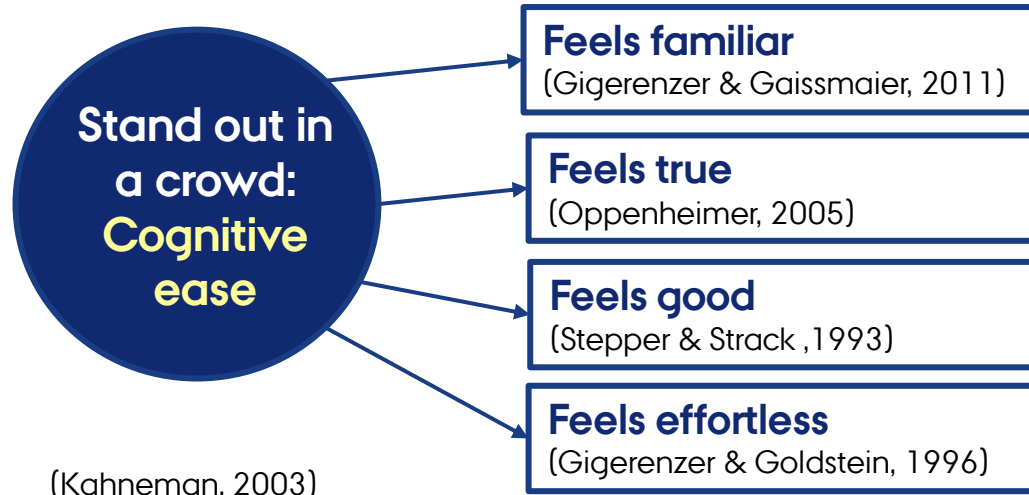 Stand out in
a crowd:
Cognitive
ease
Feels familiar
(Gigerenzer & Gaissmaier, 2011)
Feels true
(Oppenheimer, 2005)
Feels good
(Stepper & Strack ,1993)
Feels effortless
(Gigerenzer & Goldstein, 1996)
(Kahneman, 2003)